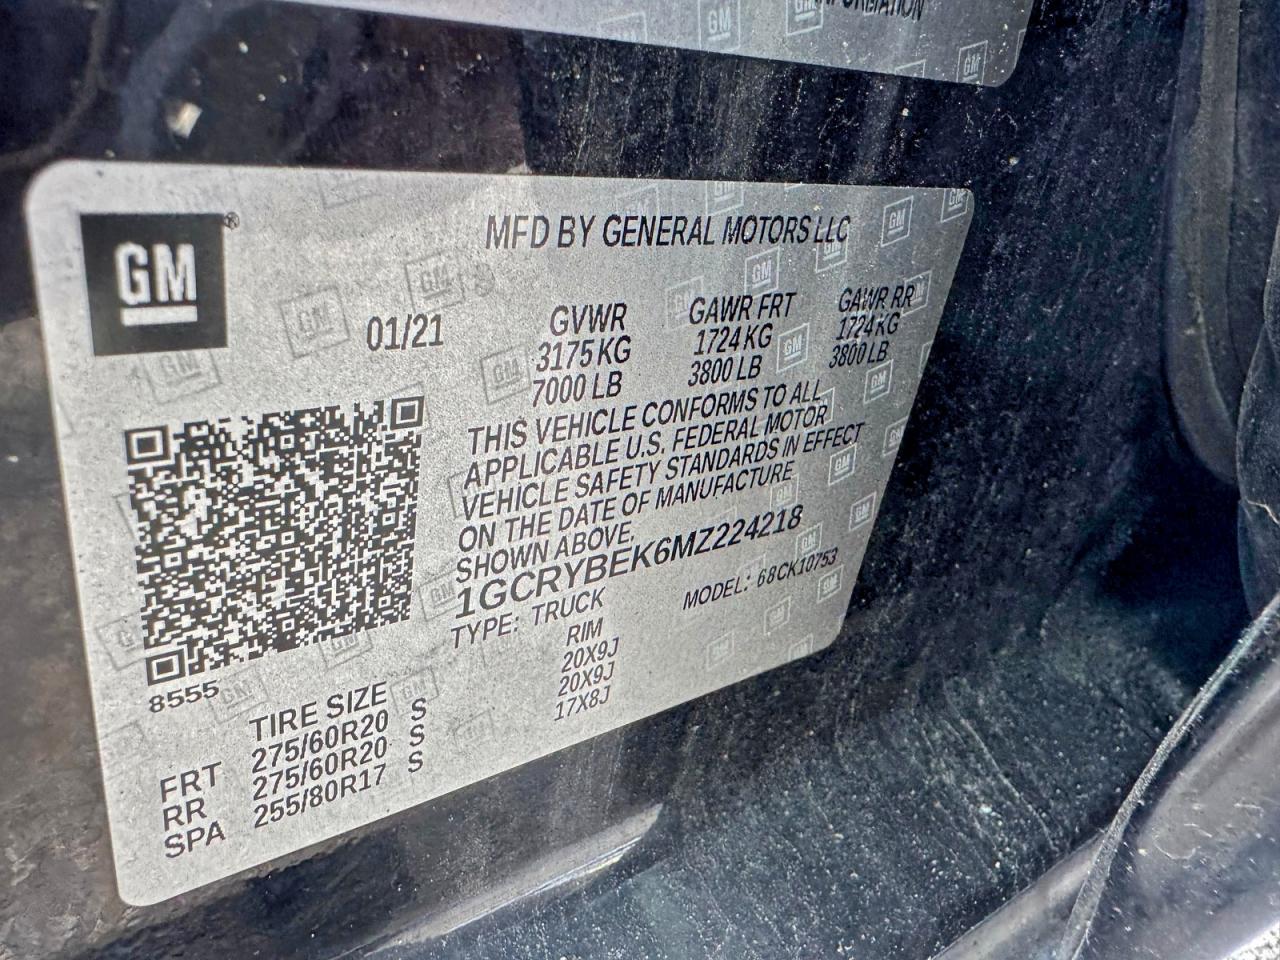 INFORMATION
GM®
MFD BY GENERAL MOTORS LLC
01/21
GVWR GAWR FRT GAWR RR
3175 KG 1724 KG 1724 KG
7000 LB 3800 LB 3800 LB
THIS VEHICLE CONFORMS TO ALL
APPLICABLE U.S. FEDERAL MOTOR
VEHICLE SAFETY STANDARDS IN EFFECT
ON THE DATE OF MANUFACTURE
SHOWN ABOVE.
1GCRYBEK6MZ224218
TYPE: TRUCK MODEL: 68CK10753
8555
TIRE SIZE RIM
FRT 275/60R20 S 20X9J
RR 275/60R20 S 20X9J
SPA 255/80R17 S 17X8J